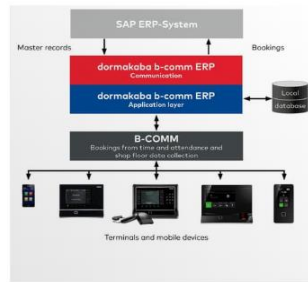 SAP ERP-System
Master records
Bookings
dormakaba b-comm ERP
Communication
dormakaba b-comm ERP
Application layer
Local
database
B-COMM
Bookings from time and attendance and
shop floor data collection
Terminals and mobile devices